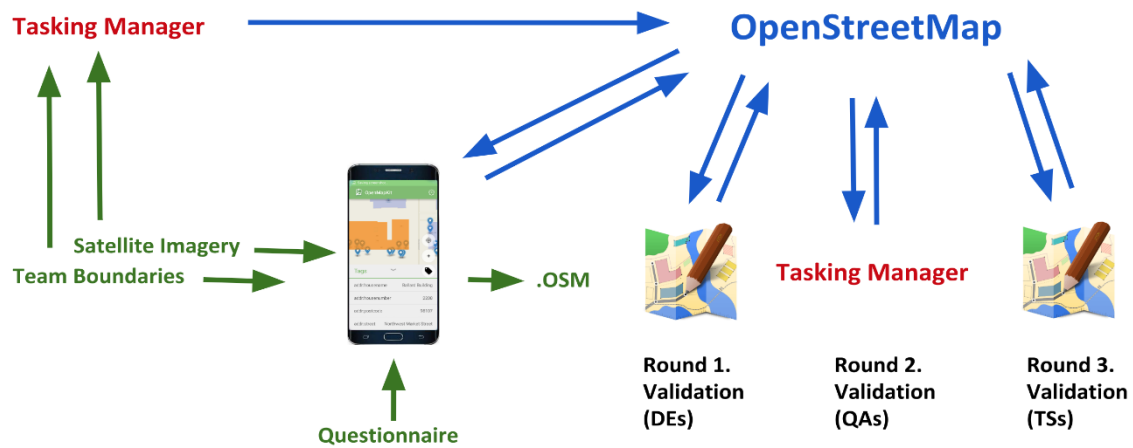 Tasking Manager
OpenStreetMap
Satellite Imagery
Team Boundaries
.OSM
Tasking Manager
Questionnaire
Round 1.
Validation
(DEs)
Round 2.
Validation
(QAs)
Round 3.
Validation
(TSs)